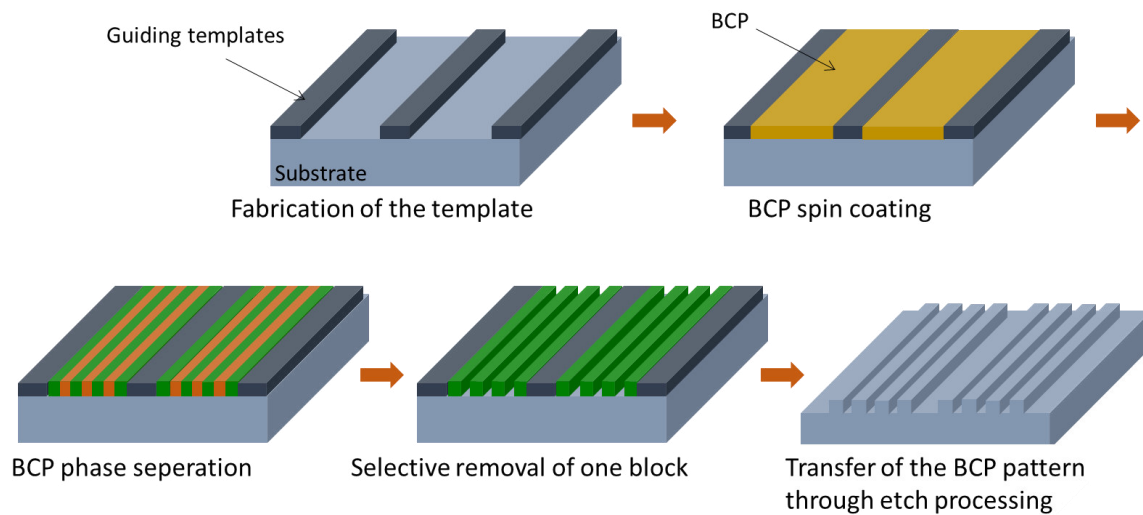 Guiding templates
BCP
Substrate
Fabrication of the template
BCP spin coating
BCP phase seperation
Selective removal of one block
Transfer of the BCP pattern
through etch processing